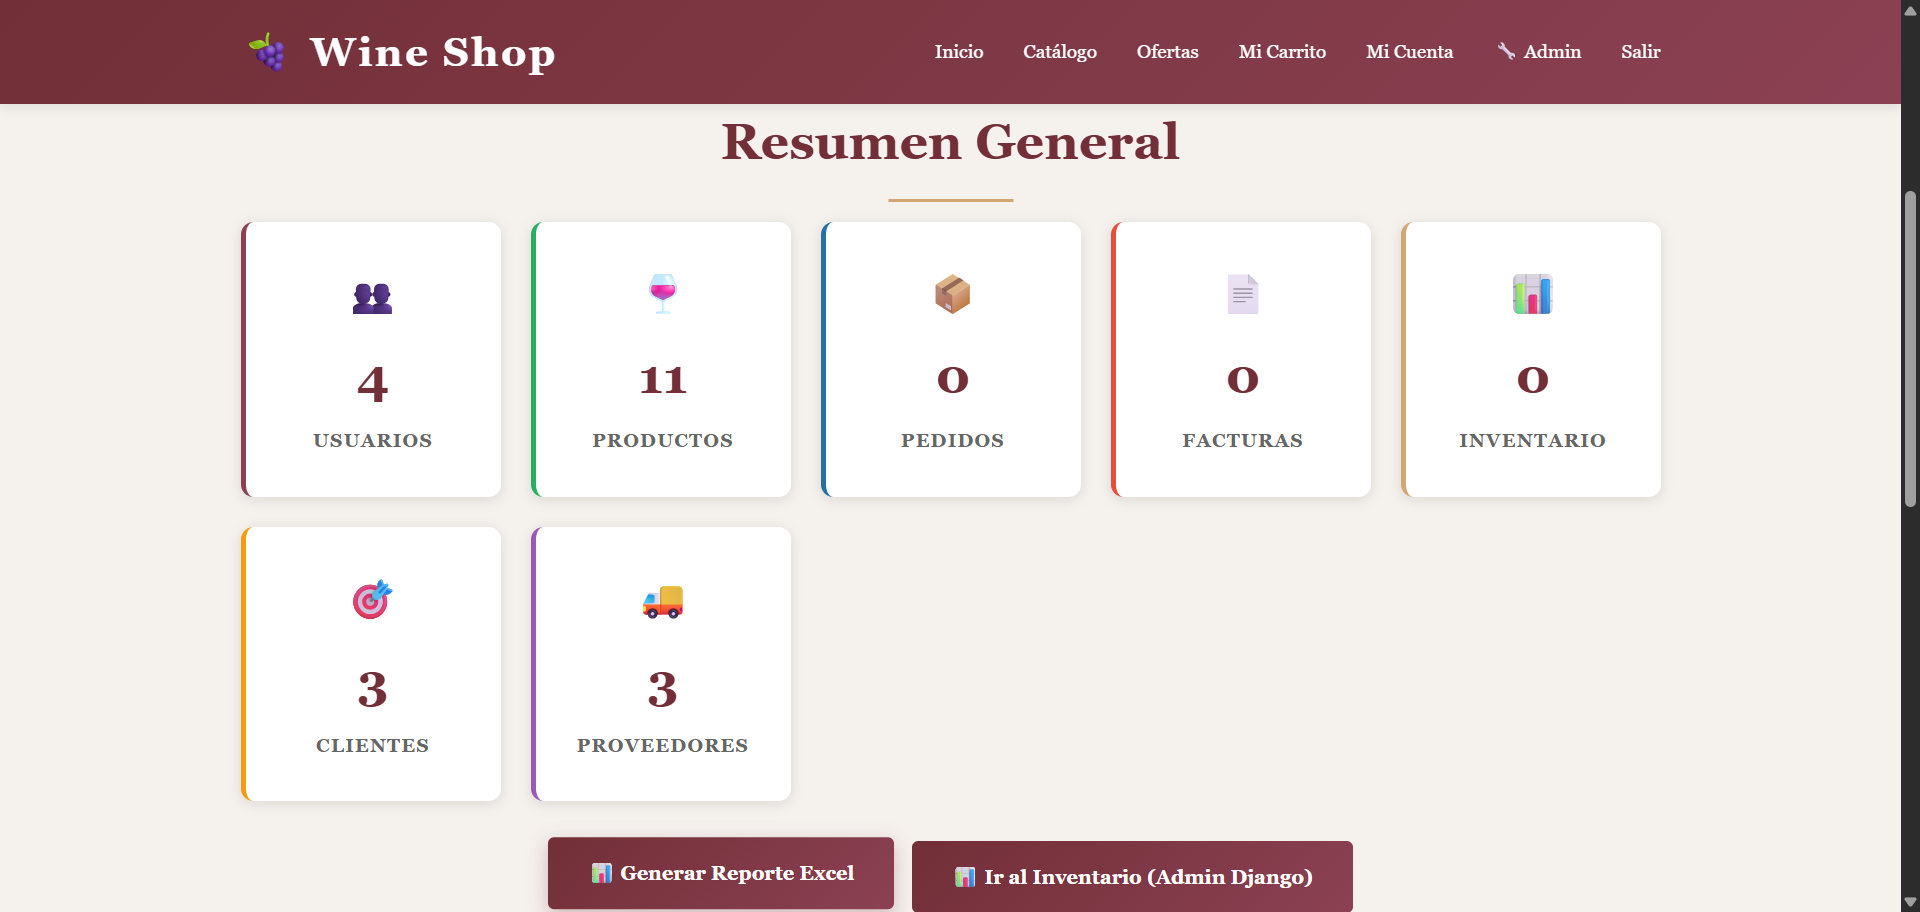 Wine Shop
Inicio Catálogo Ofertas Mi Carrito Mi Cuenta Admin Salir
Resumen General
4
USUARIOS
11
PRODUCTOS
0
PEDIDOS
0
FACTURAS
0
INVENTARIO
3
CLIENTES
3
PROVEEDORES
Generar Reporte Excel
Ir al Inventario (Admin Django)